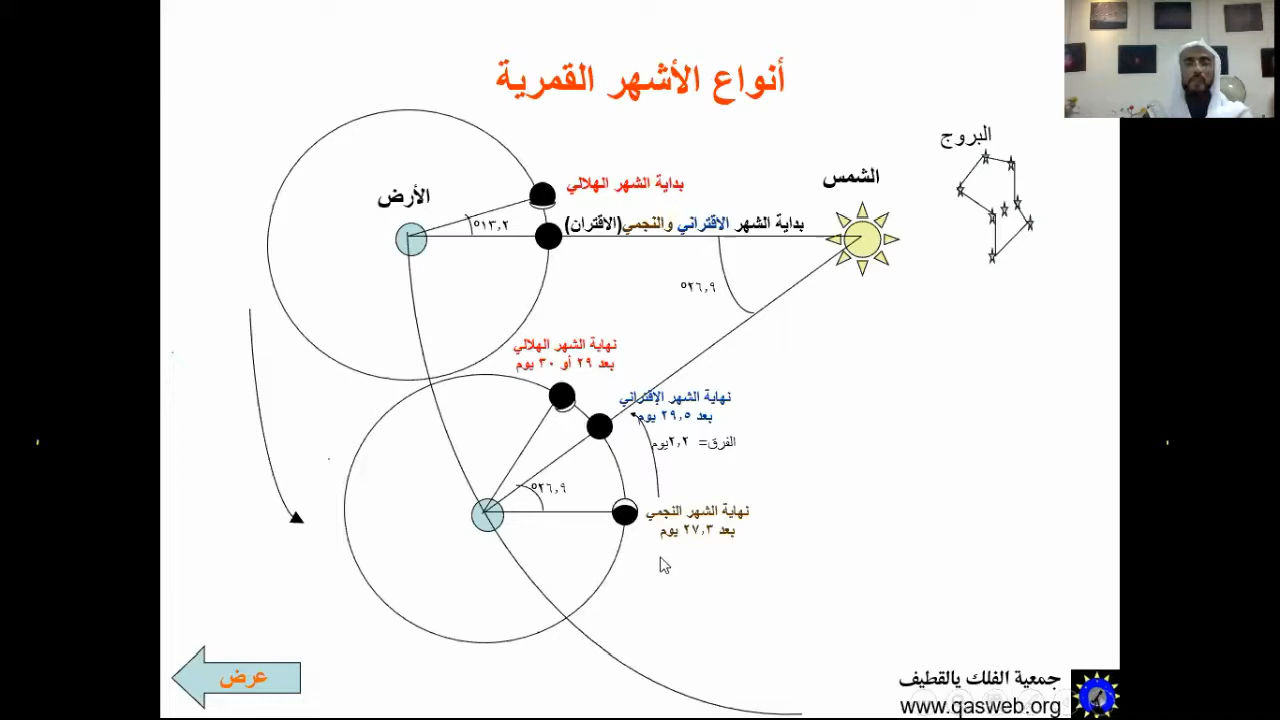 أنواع الأشهر القمرية
البروج
الشمس
الأرض
بداية الشهر الهلالي
بداية الشهر الاقتراني والنجمي(الاقتران)
١٣,٢°
٢٦,٩°
نهاية الشهر الهلالي
بعد ٢٩ أو ٣٠ يوم
نهاية الشهر الإقتراني
بعد ٢٩,٥ يوم
الفرق= ٢,٢يوم
٢٦,٩°
نهاية الشهر النجمي
بعد ٢٧,٣ يوم
عرض
جمعية الفلك بالقطيف
www.qasweb.org